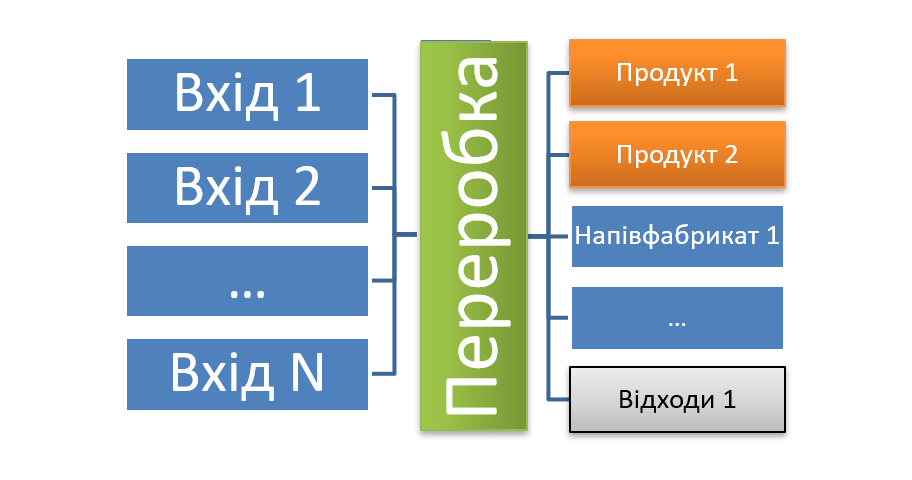 Вхід 1
Вхід 2
...
Вхід N
Переробка
Продукт 1
Продукт 2
Напівфабрикат 1
...
Відходи 1